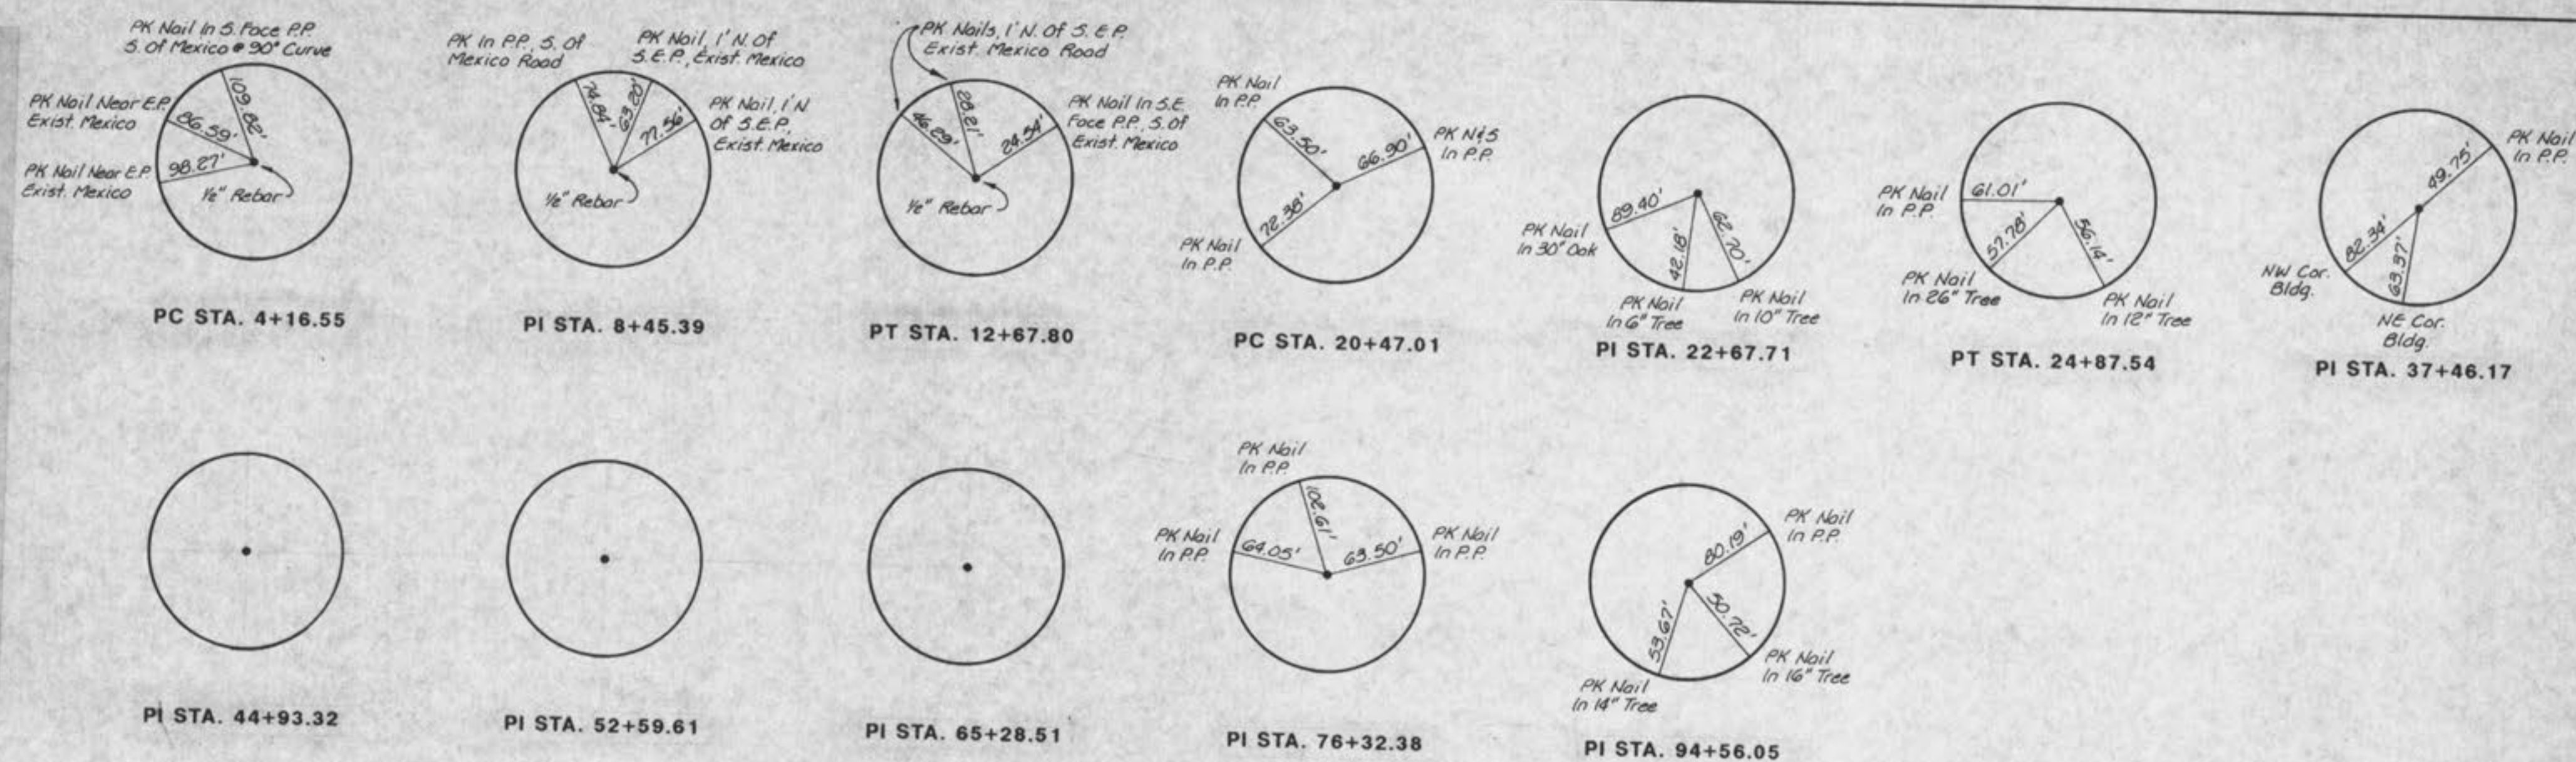 PK Nail In S. Face P.P.
S. Of Mexico @ 90° Curve
PK Nail Near E.P.
Exist. Mexico
PK Nail Near E.P.
Exist. Mexico
109.82'
86.59'
98.27'
1/2" Rebar
PC STA. 4+16.55
PK In P.P., S. Of
Mexico Road
PK Nail, 1' N. Of
S.E.P., Exist. Mexico
PK Nail, 1' N.
Of S.E.P.,
Exist. Mexico
74.84'
63.20'
77.56'
1/2" Rebar
PI STA. 8+45.39
PK Nails, 1' N. Of S.E.P.
Exist. Mexico Road
PK Nail In S.E.
Face P.P., S. Of
Exist. Mexico
46.29'
28.21'
24.54'
1/2" Rebar
PT STA. 12+67.80
PK Nail
In P.P.
PK N&S
In P.P.
PK Nail
In P.P.
63.50'
66.90'
72.38'
PC STA. 20+47.01
89.40'
42.18'
62.70'
PK Nail
In 30" Oak
PK Nail
In 6" Tree
PK Nail
In 10" Tree
PI STA. 22+67.71
PK Nail
In P.P.
61.01'
57.78'
56.14'
PK Nail
In 26" Tree
PK Nail
In 12" Tree
PT STA. 24+87.54
PK Nail
In P.P.
49.75'
82.34'
63.37'
NW Cor.
Bldg.
NE Cor.
Bldg.
PI STA. 37+46.17
PI STA. 44+93.32
PI STA. 52+59.61
PI STA. 65+28.51
PK Nail
In P.P.
PK Nail
In P.P.
PK Nail
In P.P.
64.05'
102.61'
63.50'
PI STA. 76+32.38
PK Nail
In P.P.
80.19'
50.72'
53.67'
PK Nail
In 14" Tree
PK Nail
In 16" Tree
PI STA. 94+56.05